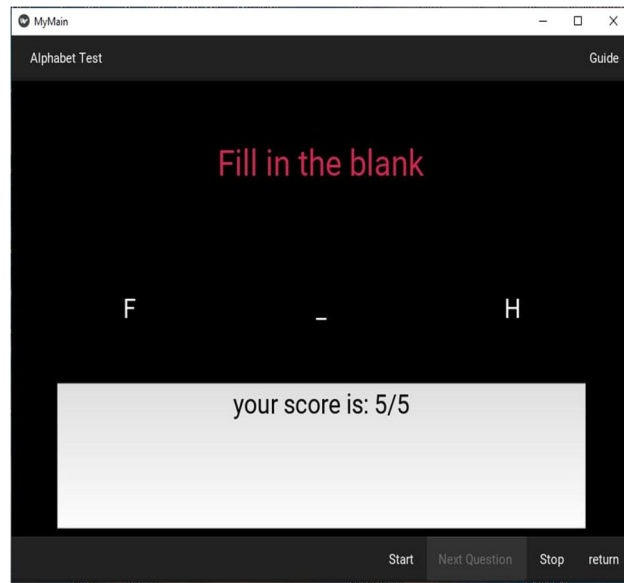 MyMain
Alphabet Test Guide
Fill in the blank
F _ H
your score is: 5/5
Start Next Question Stop return